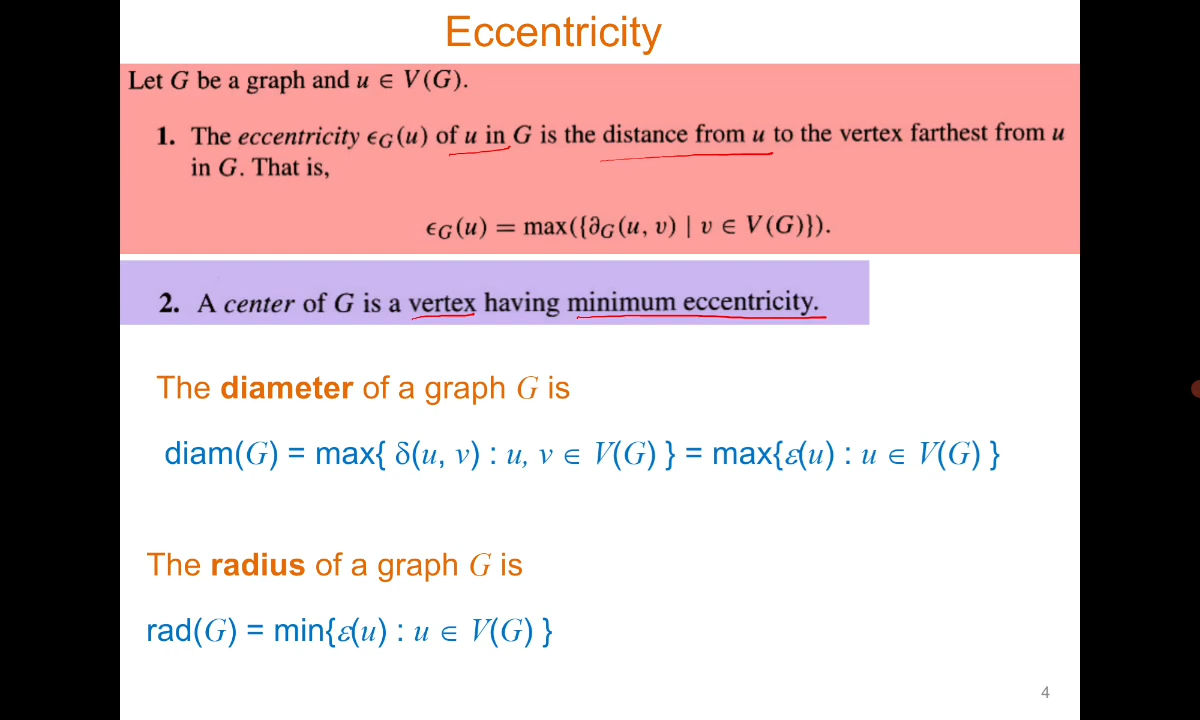 Eccentricity
Let G be a graph and u ∈ V(G).
1. The eccentricity ϵG(u) of u in G is the distance from u to the vertex farthest from u
in G. That is,
ϵG(u) = max({∂G(u, v) | v ∈ V(G)}).
2. A center of G is a vertex having minimum eccentricity.
The diameter of a graph G is
diam(G) = max{ δ(u, v) : u, v ∈ V(G) } = max{ε(u) : u ∈ V(G) }
The radius of a graph G is
rad(G) = min{ε(u) : u ∈ V(G) }
4